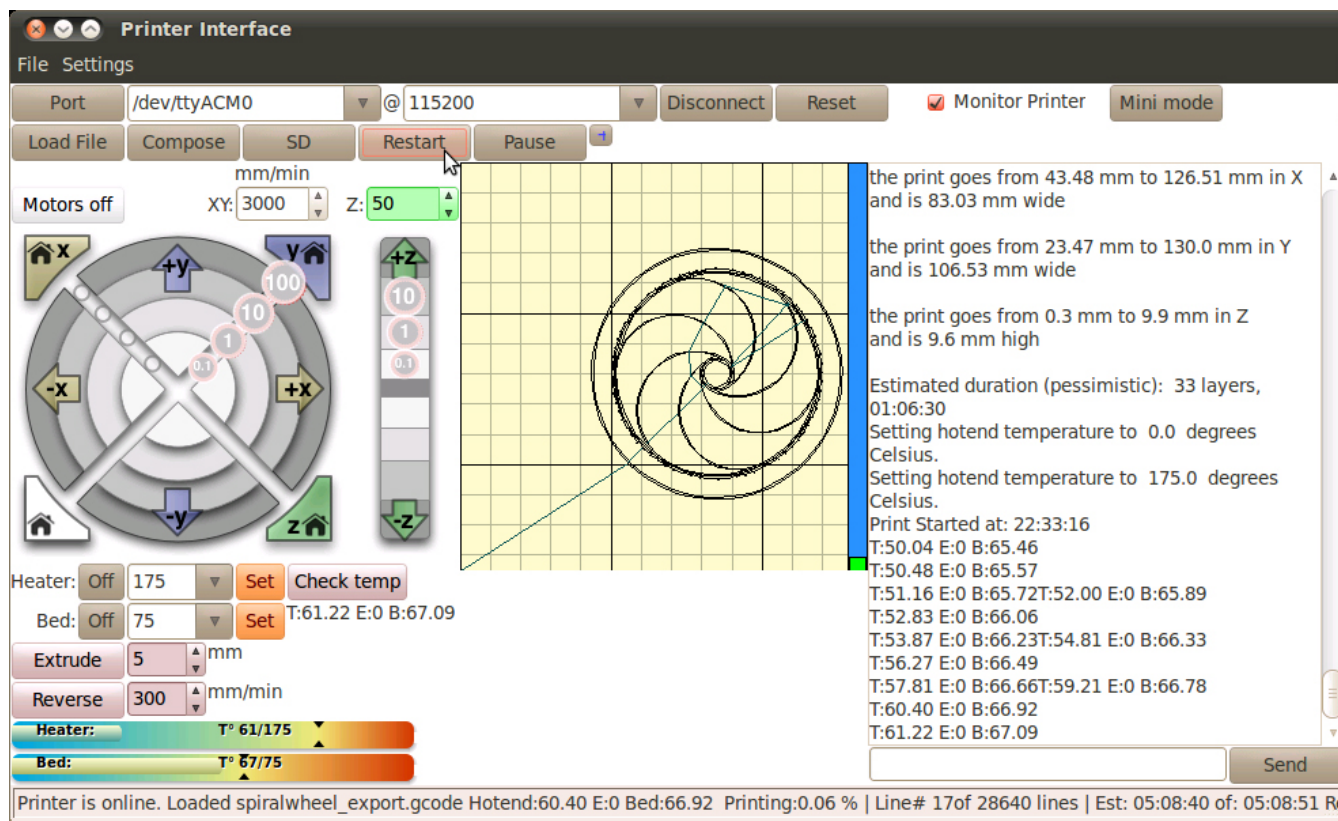 Printer Interface
File Settings
Port /dev/ttyACM0 @ 115200 Disconnect Reset Monitor Printer Mini mode
Load File Compose SD Restart Pause
mm/min
Motors off XY: 3000 Z: 50
x y +y +z
100
10
1
0.1
10
1
0.1
-x +x
-y z -z
Heater: Off 175 Set Check temp
Bed: Off 75 Set T:61.22 E:0 B:67.09
Extrude 5 mm
Reverse 300 mm/min
Heater: T° 61/175
Bed: T° 67/75
the print goes from 43.48 mm to 126.51 mm in X
and is 83.03 mm wide
the print goes from 23.47 mm to 130.0 mm in Y
and is 106.53 mm wide
the print goes from 0.3 mm to 9.9 mm in Z
and is 9.6 mm high
Estimated duration (pessimistic): 33 layers,
01:06:30
Setting hotend temperature to 0.0 degrees
Celsius.
Setting hotend temperature to 175.0 degrees
Celsius.
Print Started at: 22:33:16
T:50.04 E:0 B:65.46
T:50.48 E:0 B:65.57
T:51.16 E:0 B:65.72T:52.00 E:0 B:65.89
T:52.83 E:0 B:66.06
T:53.87 E:0 B:66.23T:54.81 E:0 B:66.33
T:56.27 E:0 B:66.49
T:57.81 E:0 B:66.66T:59.21 E:0 B:66.78
T:60.40 E:0 B:66.92
T:61.22 E:0 B:67.09
Send
Printer is online. Loaded spiralwheel_export.gcode Hotend:60.40 E:0 Bed:66.92 Printing:0.06 % | Line# 17of 28640 lines | Est: 05:08:40 of: 05:08:51